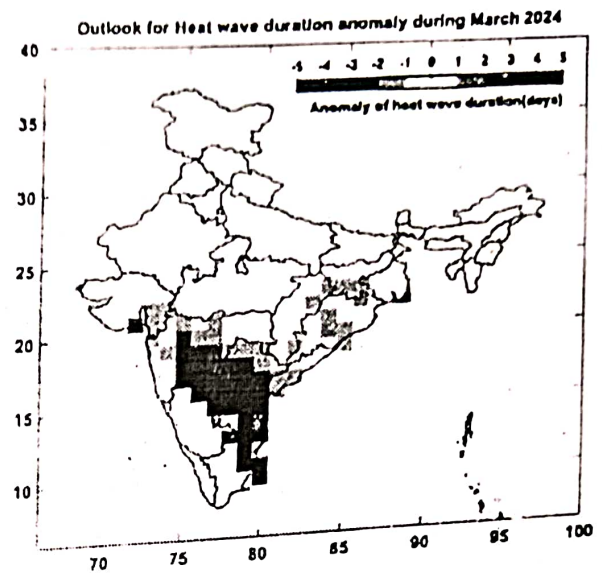 Outlook for Heat wave duration anomaly during March 2024
-5 -4 -3 -2 -1 0 1 2 3 4 5
Anomaly of heat wave duration(days)
40
35
30
25
20
15
10
70 75 80 85 90 95 100